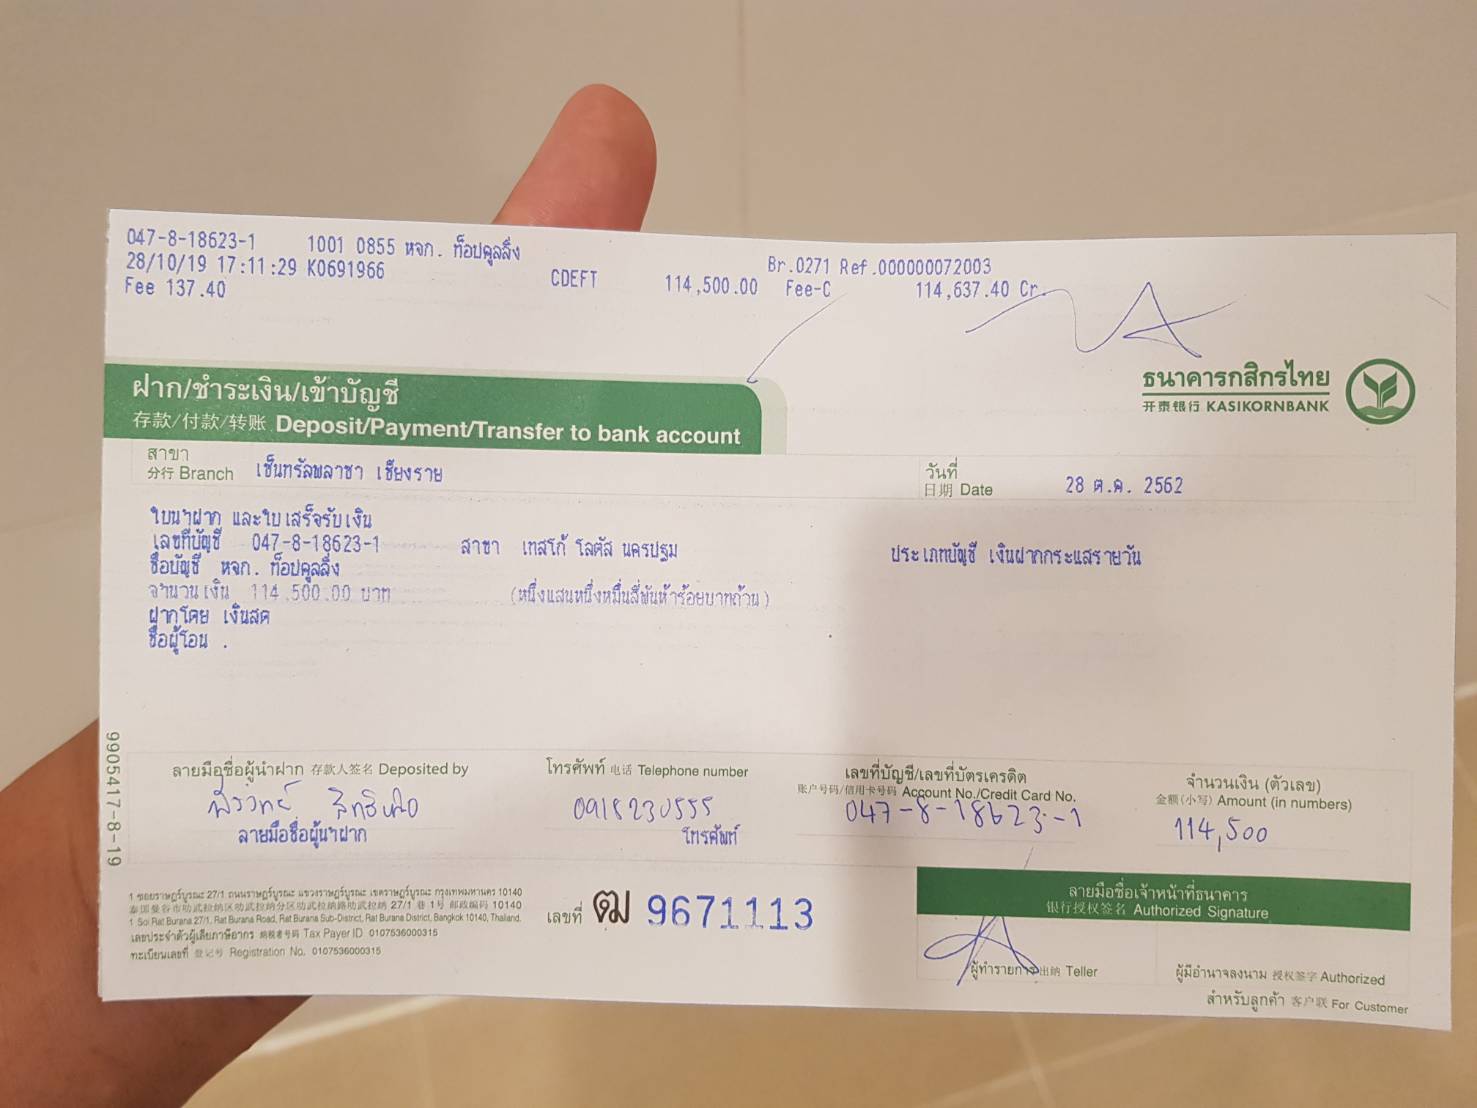 047-8-18623-1 1001 0855 หจก. ท็อปคูลลิ่ง
28/10/19 17:11:29 K0691966 CDEFT 114,500.00 Br.0271 Ref.000000072003
Fee 137.40 Fee-C 114,637.40 Cr.
ธนาคารกสิกรไทย
开泰银行 KASIKORNBANK
ฝาก/ชำระเงิน/เข้าบัญชี
存款/付款/转账 Deposit/Payment/Transfer to bank account
สาขา
分行 Branch เซ็นทรัลพลาซา เชียงราย
วันที่
日期 Date 28 ต.ค. 2562
ใบนำฝาก และใบเสร็จรับเงิน
เลขที่บัญชี 047-8-18623-1 สาขา เทสโก้ โลตัส นครปฐม ประเภทบัญชี เงินฝากกระแสรายวัน
ชื่อบัญชี หจก. ท็อปคูลลิ่ง
จำนวนเงิน 114,500.00 บาท (หนึ่งแสนหนึ่งหมื่นสี่พันห้าร้อยบาทถ้วน)
ฝากโดย เงินสด
ชื่อผู้โอน .
9905417-8-19
ลายมือชื่อผู้นำฝาก 存款人签名 Deposited by
ลายมือชื่อผู้นำฝาก
โทรศัพท์ 电话 Telephone number
0918230555
โทรศัพท์
เลขที่บัญชี/เลขที่บัตรเครดิต
账户号码/信用卡号码 Account No./Credit Card No.
047-8-18623-1
จำนวนเงิน (ตัวเลข)
金额(小写) Amount (in numbers)
114,500
1 ซอยราษฎร์บูรณะ 27/1 ถนนราษฎร์บูรณะ แขวงราษฎร์บูรณะ เขตราษฎร์บูรณะ กรุงเทพมหานคร 10140
泰国曼谷市叻武拉纳区叻武拉纳分区叻武拉纳路叻武拉纳 27/1 巷 1号 邮政编码 10140
1 Soi Rat Burana 27/1, Rat Burana Road, Rat Burana Sub-District, Rat Burana District, Bangkok 10140, Thailand.
เลขประจำตัวผู้เสียภาษีอากร 纳税者号码 Tax Payer ID 0107536000315
ทะเบียนเลขที่ 登记号 Registration No. 0107536000315
เลขที่ ฒ 9671113
ลายมือชื่อเจ้าหน้าที่ธนาคาร
银行授权签名 Authorized Signature
ผู้ทำรายการ 出纳 Teller
ผู้มีอำนาจลงนาม 授权签字 Authorized
สำหรับลูกค้า 客户联 For Customer